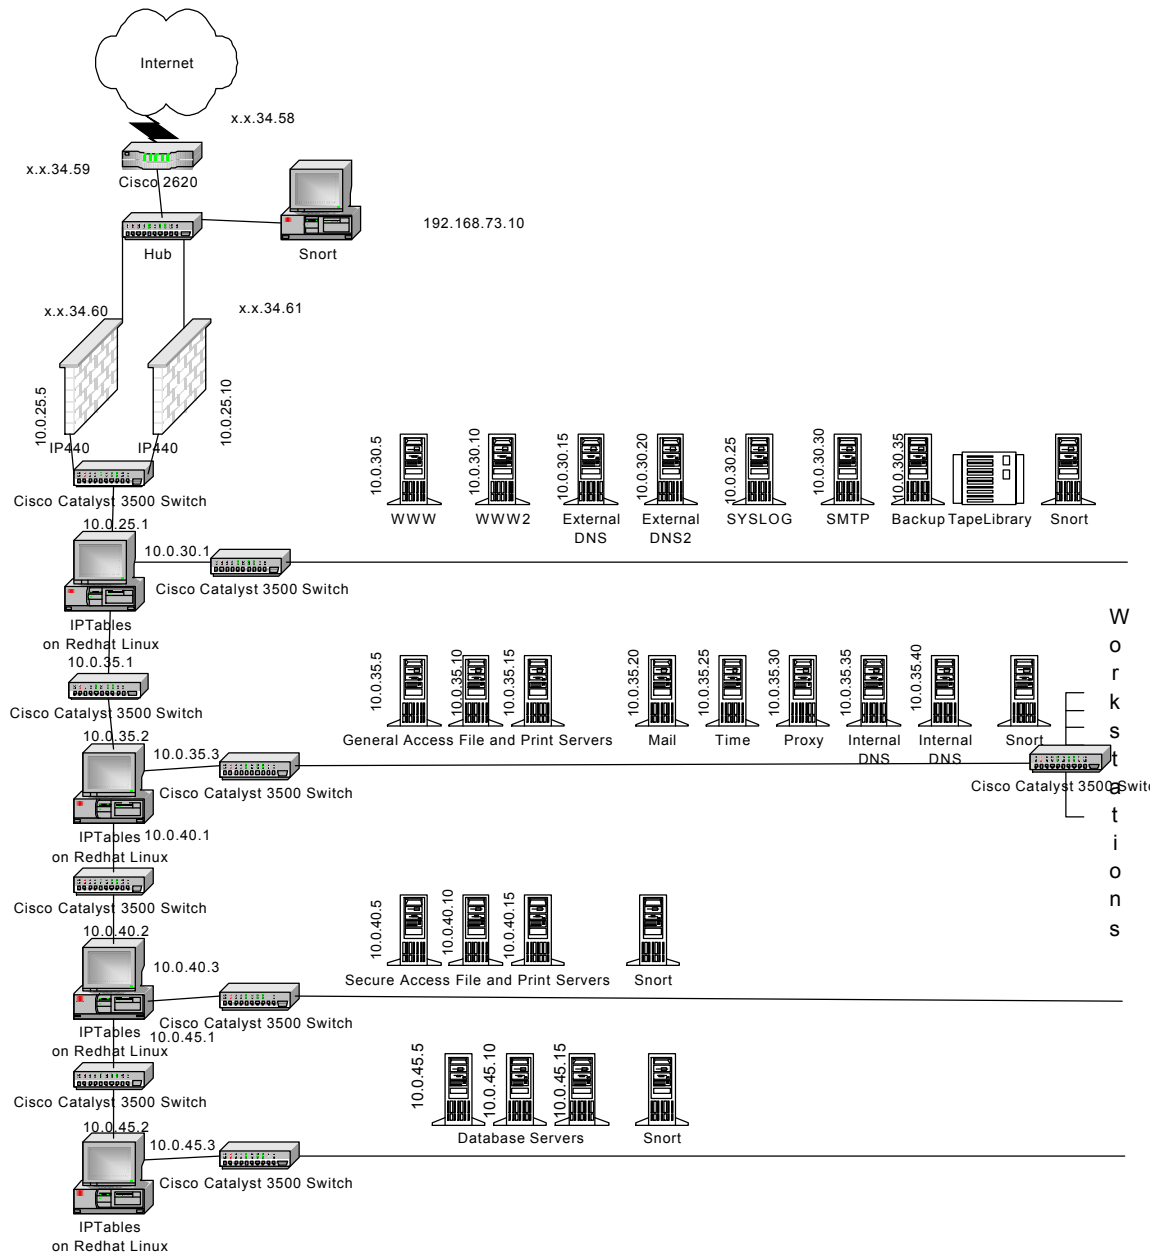 Internet
x.x.34.58
x.x.34.59
Cisco 2620
192.168.73.10
Hub
Snort
x.x.34.60
x.x.34.61
10.0.25.5
10.0.25.10
IP440
IP440
Cisco Catalyst 3500 Switch
10.0.30.5
10.0.30.10
10.0.30.15
10.0.30.20
10.0.30.25
10.0.30.30
10.0.30.35
WWW
WWW2
External
DNS
External
DNS2
SYSLOG
SMTP
Backup
TapeLibrary
Snort
10.0.25.1
10.0.30.1
Cisco Catalyst 3500 Switch
IPTables
on Redhat Linux
10.0.35.1
Cisco Catalyst 3500 Switch
10.0.35.5
10.0.35.10
10.0.35.15
10.0.35.20
10.0.35.25
10.0.35.30
10.0.35.35
10.0.35.40
General Access File and Print Servers
Mail
Time
Proxy
Internal
DNS
Internal
DNS
Snort
Workstations
10.0.35.2
10.0.35.3
Cisco Catalyst 3500 Switch
Cisco Catalyst 3500 Switc
IPTables
on Redhat Linux
10.0.40.1
Cisco Catalyst 3500 Switch
10.0.40.5
10.0.40.10
10.0.40.15
Secure Access File and Print Servers
Snort
10.0.40.2
10.0.40.3
Cisco Catalyst 3500 Switch
IPTables
on Redhat Linux
10.0.45.1
Cisco Catalyst 3500 Switch
10.0.45.5
10.0.45.10
10.0.45.15
Database Servers
Snort
10.0.45.2
10.0.45.3
Cisco Catalyst 3500 Switch
IPTables
on Redhat Linux